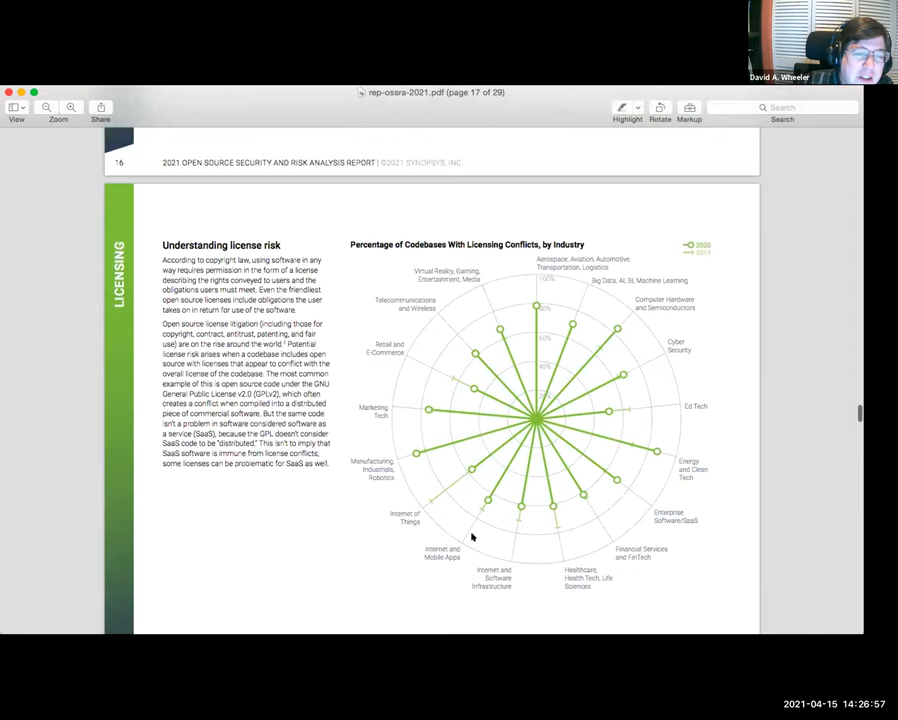 David A. Wheeler
rep-ossra-2021.pdf (page 17 of 29)
View
Zoom
Share
Highlight
Rotate
Markup
Search
Search
16
2021 OPEN SOURCE SECURITY AND RISK ANALYSIS REPORT | ©2021 SYNOPSYS, INC.
LICENSING
Understanding license risk
According to copyright law, using software in any
way requires permission in the form of a license
describing the rights conveyed to users and the
obligations users must meet. Even the friendliest
open source licenses include obligations the user
takes on in return for use of the software.
Open source license litigation (including those for
copyright, contract, antitrust, patenting, and fair
use) are on the rise around the world.² Potential
license risk arises when a codebase includes open
source with licenses that appear to conflict with the
overall license of the codebase. The most common
example of this is open source code under the GNU
General Public License v2.0 (GPLv2), which often
creates a conflict when compiled into a distributed
piece of commercial software. But the same code
isn't a problem in software considered software as
a service (SaaS), because the GPL doesn't consider
SaaS code to be "distributed." This isn't to imply that
SaaS software is immune from license conflicts;
some licenses can be problematic for SaaS as well.
Percentage of Codebases With Licensing Conflicts, by Industry
2020
2019
Aerospace, Aviation, Automotive,
Transportation, Logistics
Big Data, AI, BI, Machine Learning
Computer Hardware
and Semiconductors
Cyber
Security
Ed Tech
Energy
and Clean
Tech
Enterprise
Software/SaaS
Financial Services
and FinTech
Healthcare,
Health Tech, Life
Sciences
Internet and
Software
Infrastructure
Internet and
Mobile Apps
Internet of
Things
Manufacturing,
Industrials,
Robotics
Marketing
Tech
Retail and
E-Commerce
Telecommunications
and Wireless
Virtual Reality, Gaming,
Entertainment, Media
100%
80%
60%
40%
20%
2021-04-15 14:26:57